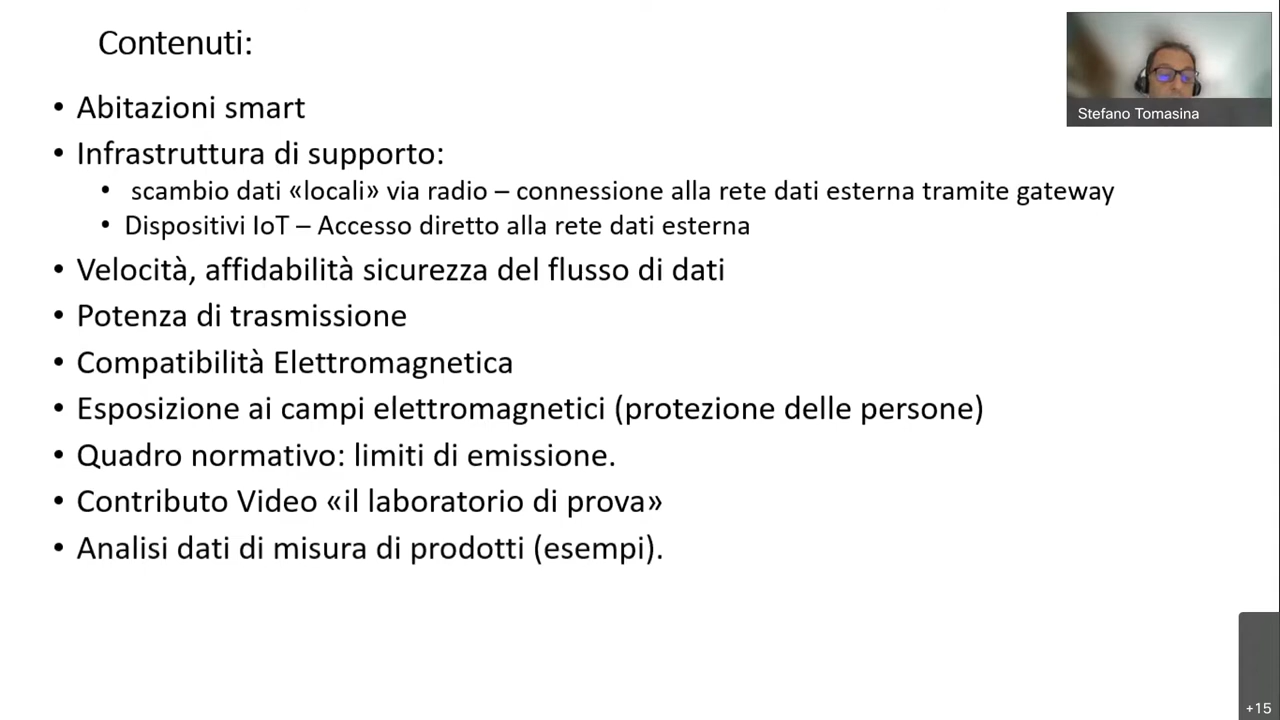 Contenuti:
• Abitazioni smart
• Infrastruttura di supporto:
• scambio dati «locali» via radio – connessione alla rete dati esterna tramite gateway
• Dispositivi IoT – Accesso diretto alla rete dati esterna
• Velocità, affidabilità sicurezza del flusso di dati
• Potenza di trasmissione
• Compatibilità Elettromagnetica
• Esposizione ai campi elettromagnetici (protezione delle persone)
• Quadro normativo: limiti di emissione.
• Contributo Video «il laboratorio di prova»
• Analisi dati di misura di prodotti (esempi).
Stefano Tomasina
+15